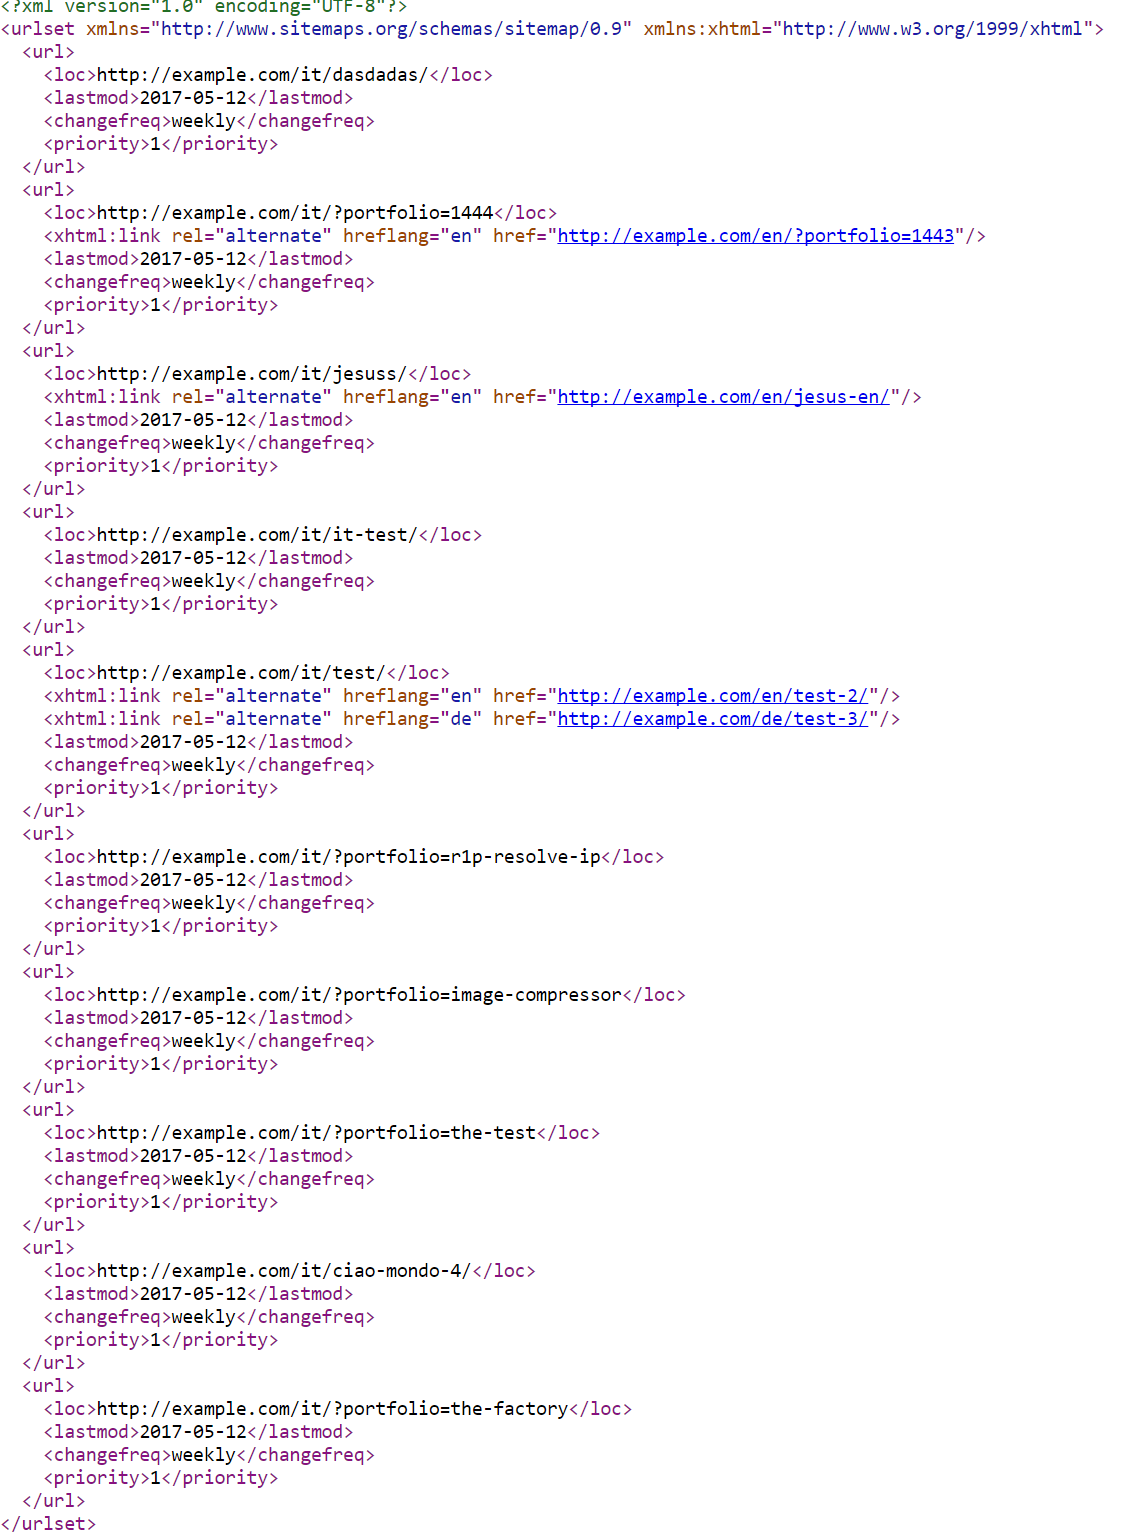 <?xml version="1.0" encoding="UTF-8"?>
<urlset xmlns="http://www.sitemaps.org/schemas/sitemap/0.9" xmlns:xhtml="http://www.w3.org/1999/xhtml">
<url>
<loc>http://example.com/it/dasdadas/</loc>
<lastmod>2017-05-12</lastmod>
<changefreq>weekly</changefreq>
<priority>1</priority>
</url>
<url>
<loc>http://example.com/it/?portfolio=1444</loc>
<xhtml:link rel="alternate" hreflang="en" href="http://example.com/en/?portfolio=1443"/>
<lastmod>2017-05-12</lastmod>
<changefreq>weekly</changefreq>
<priority>1</priority>
</url>
<url>
<loc>http://example.com/it/jesuss/</loc>
<xhtml:link rel="alternate" hreflang="en" href="http://example.com/en/jesus-en/"/>
<lastmod>2017-05-12</lastmod>
<changefreq>weekly</changefreq>
<priority>1</priority>
</url>
<url>
<loc>http://example.com/it/it-test/</loc>
<lastmod>2017-05-12</lastmod>
<changefreq>weekly</changefreq>
<priority>1</priority>
</url>
<url>
<loc>http://example.com/it/test/</loc>
<xhtml:link rel="alternate" hreflang="en" href="http://example.com/en/test-2/"/>
<xhtml:link rel="alternate" hreflang="de" href="http://example.com/de/test-3/"/>
<lastmod>2017-05-12</lastmod>
<changefreq>weekly</changefreq>
<priority>1</priority>
</url>
<url>
<loc>http://example.com/it/?portfolio=r1p-resolve-ip</loc>
<lastmod>2017-05-12</lastmod>
<changefreq>weekly</changefreq>
<priority>1</priority>
</url>
<url>
<loc>http://example.com/it/?portfolio=image-compressor</loc>
<lastmod>2017-05-12</lastmod>
<changefreq>weekly</changefreq>
<priority>1</priority>
</url>
<url>
<loc>http://example.com/it/?portfolio=the-test</loc>
<lastmod>2017-05-12</lastmod>
<changefreq>weekly</changefreq>
<priority>1</priority>
</url>
<url>
<loc>http://example.com/it/ciao-mondo-4/</loc>
<lastmod>2017-05-12</lastmod>
<changefreq>weekly</changefreq>
<priority>1</priority>
</url>
<url>
<loc>http://example.com/it/?portfolio=the-factory</loc>
<lastmod>2017-05-12</lastmod>
<changefreq>weekly</changefreq>
<priority>1</priority>
</url>
</urlset>